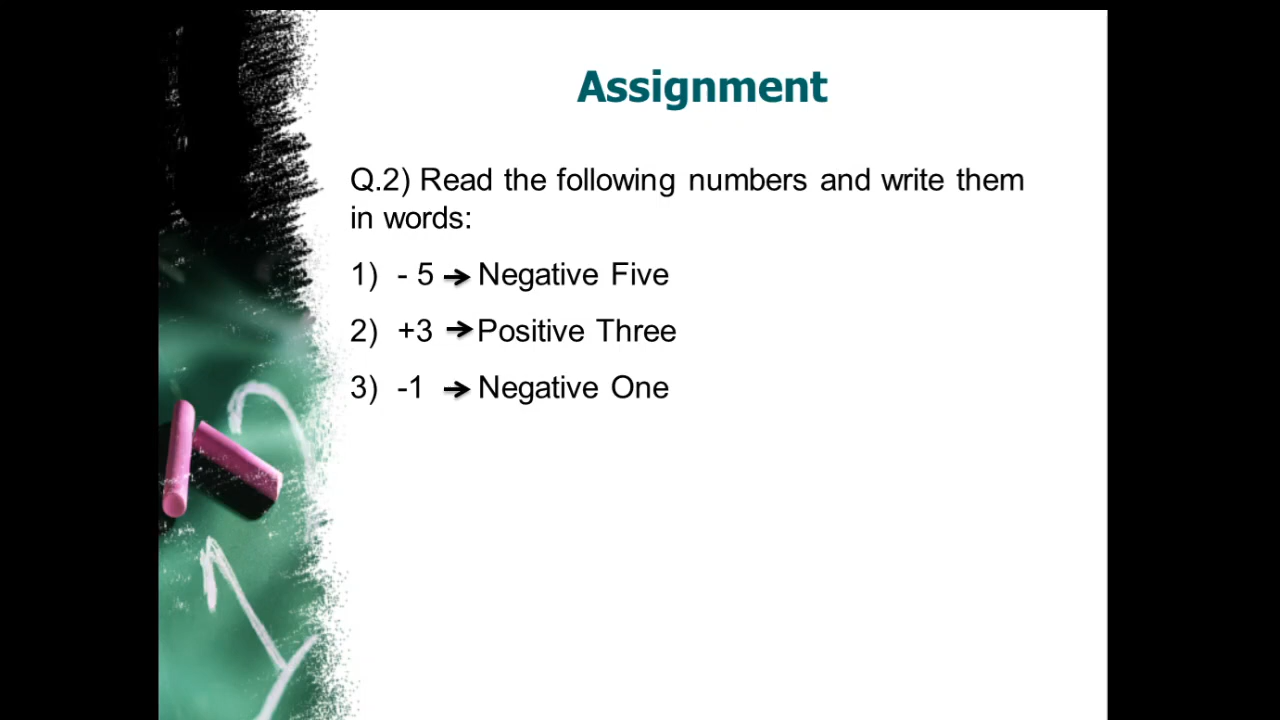 Assignment
Q.2) Read the following numbers and write them
in words:
1) - 5 → Negative Five
2) +3 → Positive Three
3) -1 → Negative One